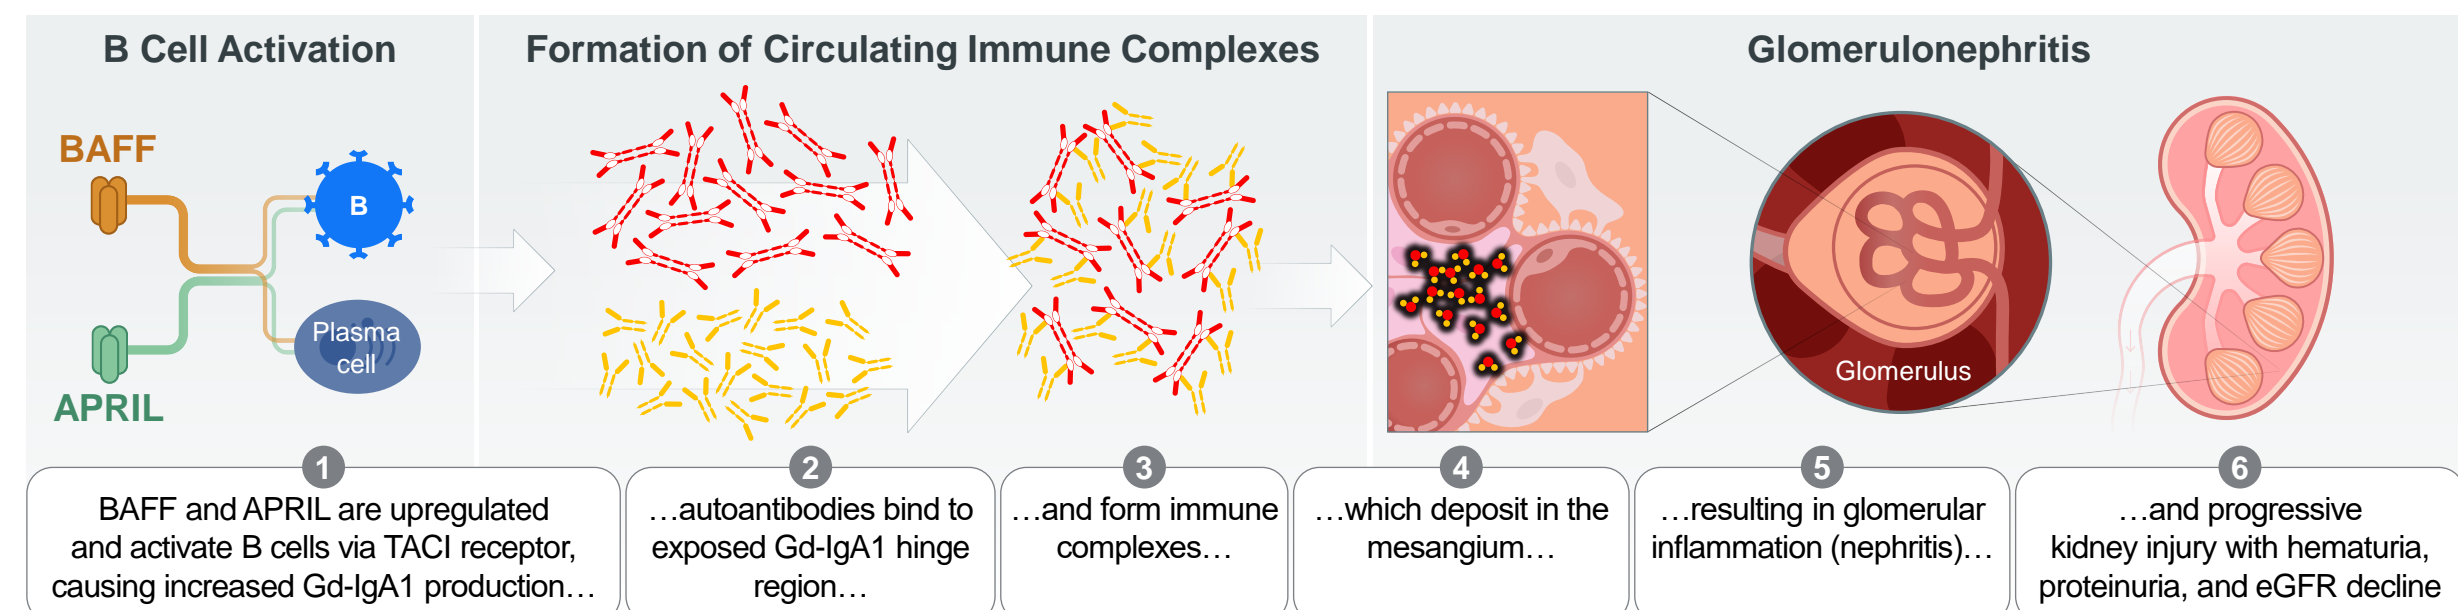 B Cell Activation
Formation of Circulating Immune Complexes
Glomerulonephritis
BAFF
B
Plasma
cell
APRIL
Glomerulus
1
BAFF and APRIL are upregulated
and activate B cells via TACI receptor,
causing increased Gd-IgA1 production…
2
…autoantibodies bind to
exposed Gd-IgA1 hinge
region…
3
…and form immune
complexes…
4
…which deposit in the
mesangium…
5
…resulting in glomerular
inflammation (nephritis)…
6
…and progressive
kidney injury with hematuria,
proteinuria, and eGFR decline